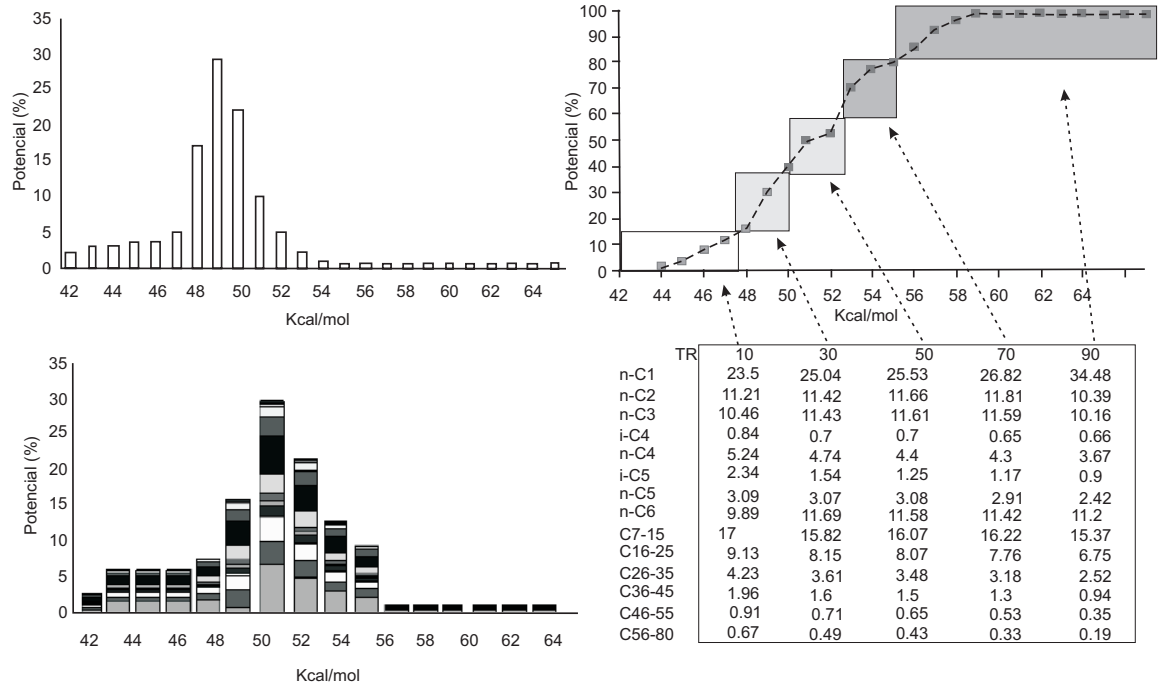 35
30
25
20
15
10
5
0
Potencial (%)
42 44 46 48 50 52 54 56 58 60 62 64
Kcal/mol
100
90
80
70
60
50
40
30
20
10
0
Potencial (%)
42 44 46 48 50 52 54 56 58 60 62 64
Kcal/mol
35
30
25
20
15
10
5
0
Potencial (%)
42 44 46 48 50 52 54 56 58 60 62 64
Kcal/mol
TR 10 30 50 70 90
n-C1 23.5 25.04 25.53 26.82 34.48
n-C2 11.21 11.42 11.66 11.81 10.39
n-C3 10.46 11.43 11.61 11.59 10.16
i-C4 0.84 0.7 0.7 0.65 0.66
n-C4 5.24 4.74 4.4 4.3 3.67
i-C5 2.34 1.54 1.25 1.17 0.9
n-C5 3.09 3.07 3.08 2.91 2.42
n-C6 9.89 11.69 11.58 11.42 11.2
C7-15 17 15.82 16.07 16.22 15.37
C16-25 9.13 8.15 8.07 7.76 6.75
C26-35 4.23 3.61 3.48 3.18 2.52
C36-45 1.96 1.6 1.5 1.3 0.94
C46-55 0.91 0.71 0.65 0.53 0.35
C56-80 0.67 0.49 0.43 0.33 0.19